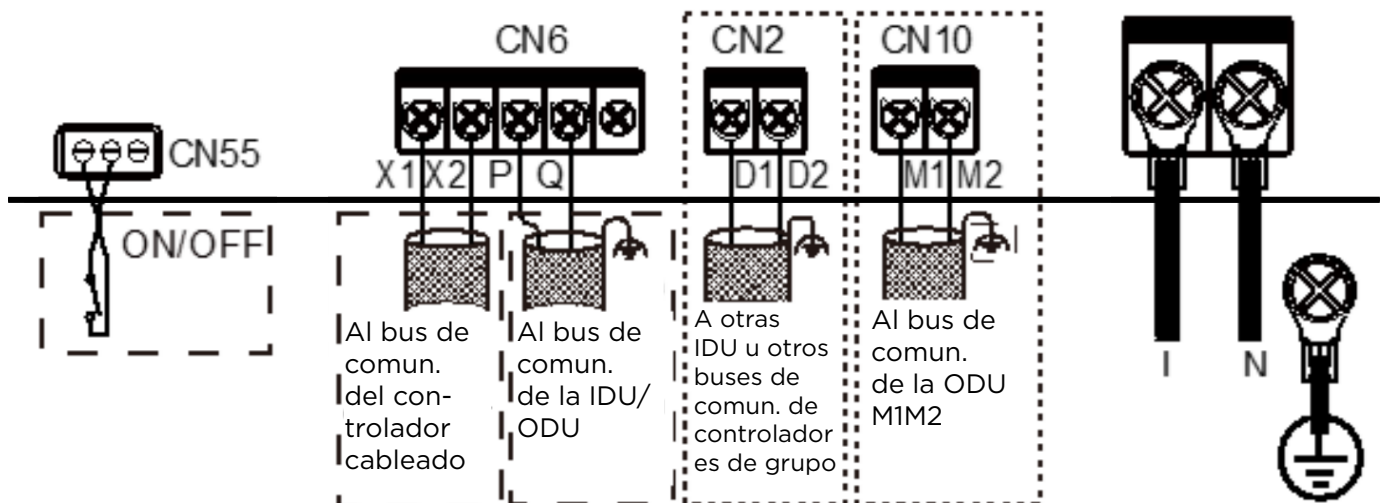 CN6
CN2
CN10
CN55
X1 X2 P Q
D1 D2
M1 M2
ON/OFF
Al bus de
comun.
del con-
trolador
cableado
Al bus de
comun.
de la IDU/
ODU
A otras
IDU u otros
buses de
comun. de
controlador
es de grupo
Al bus de
comun.
de la ODU
M1M2
l N